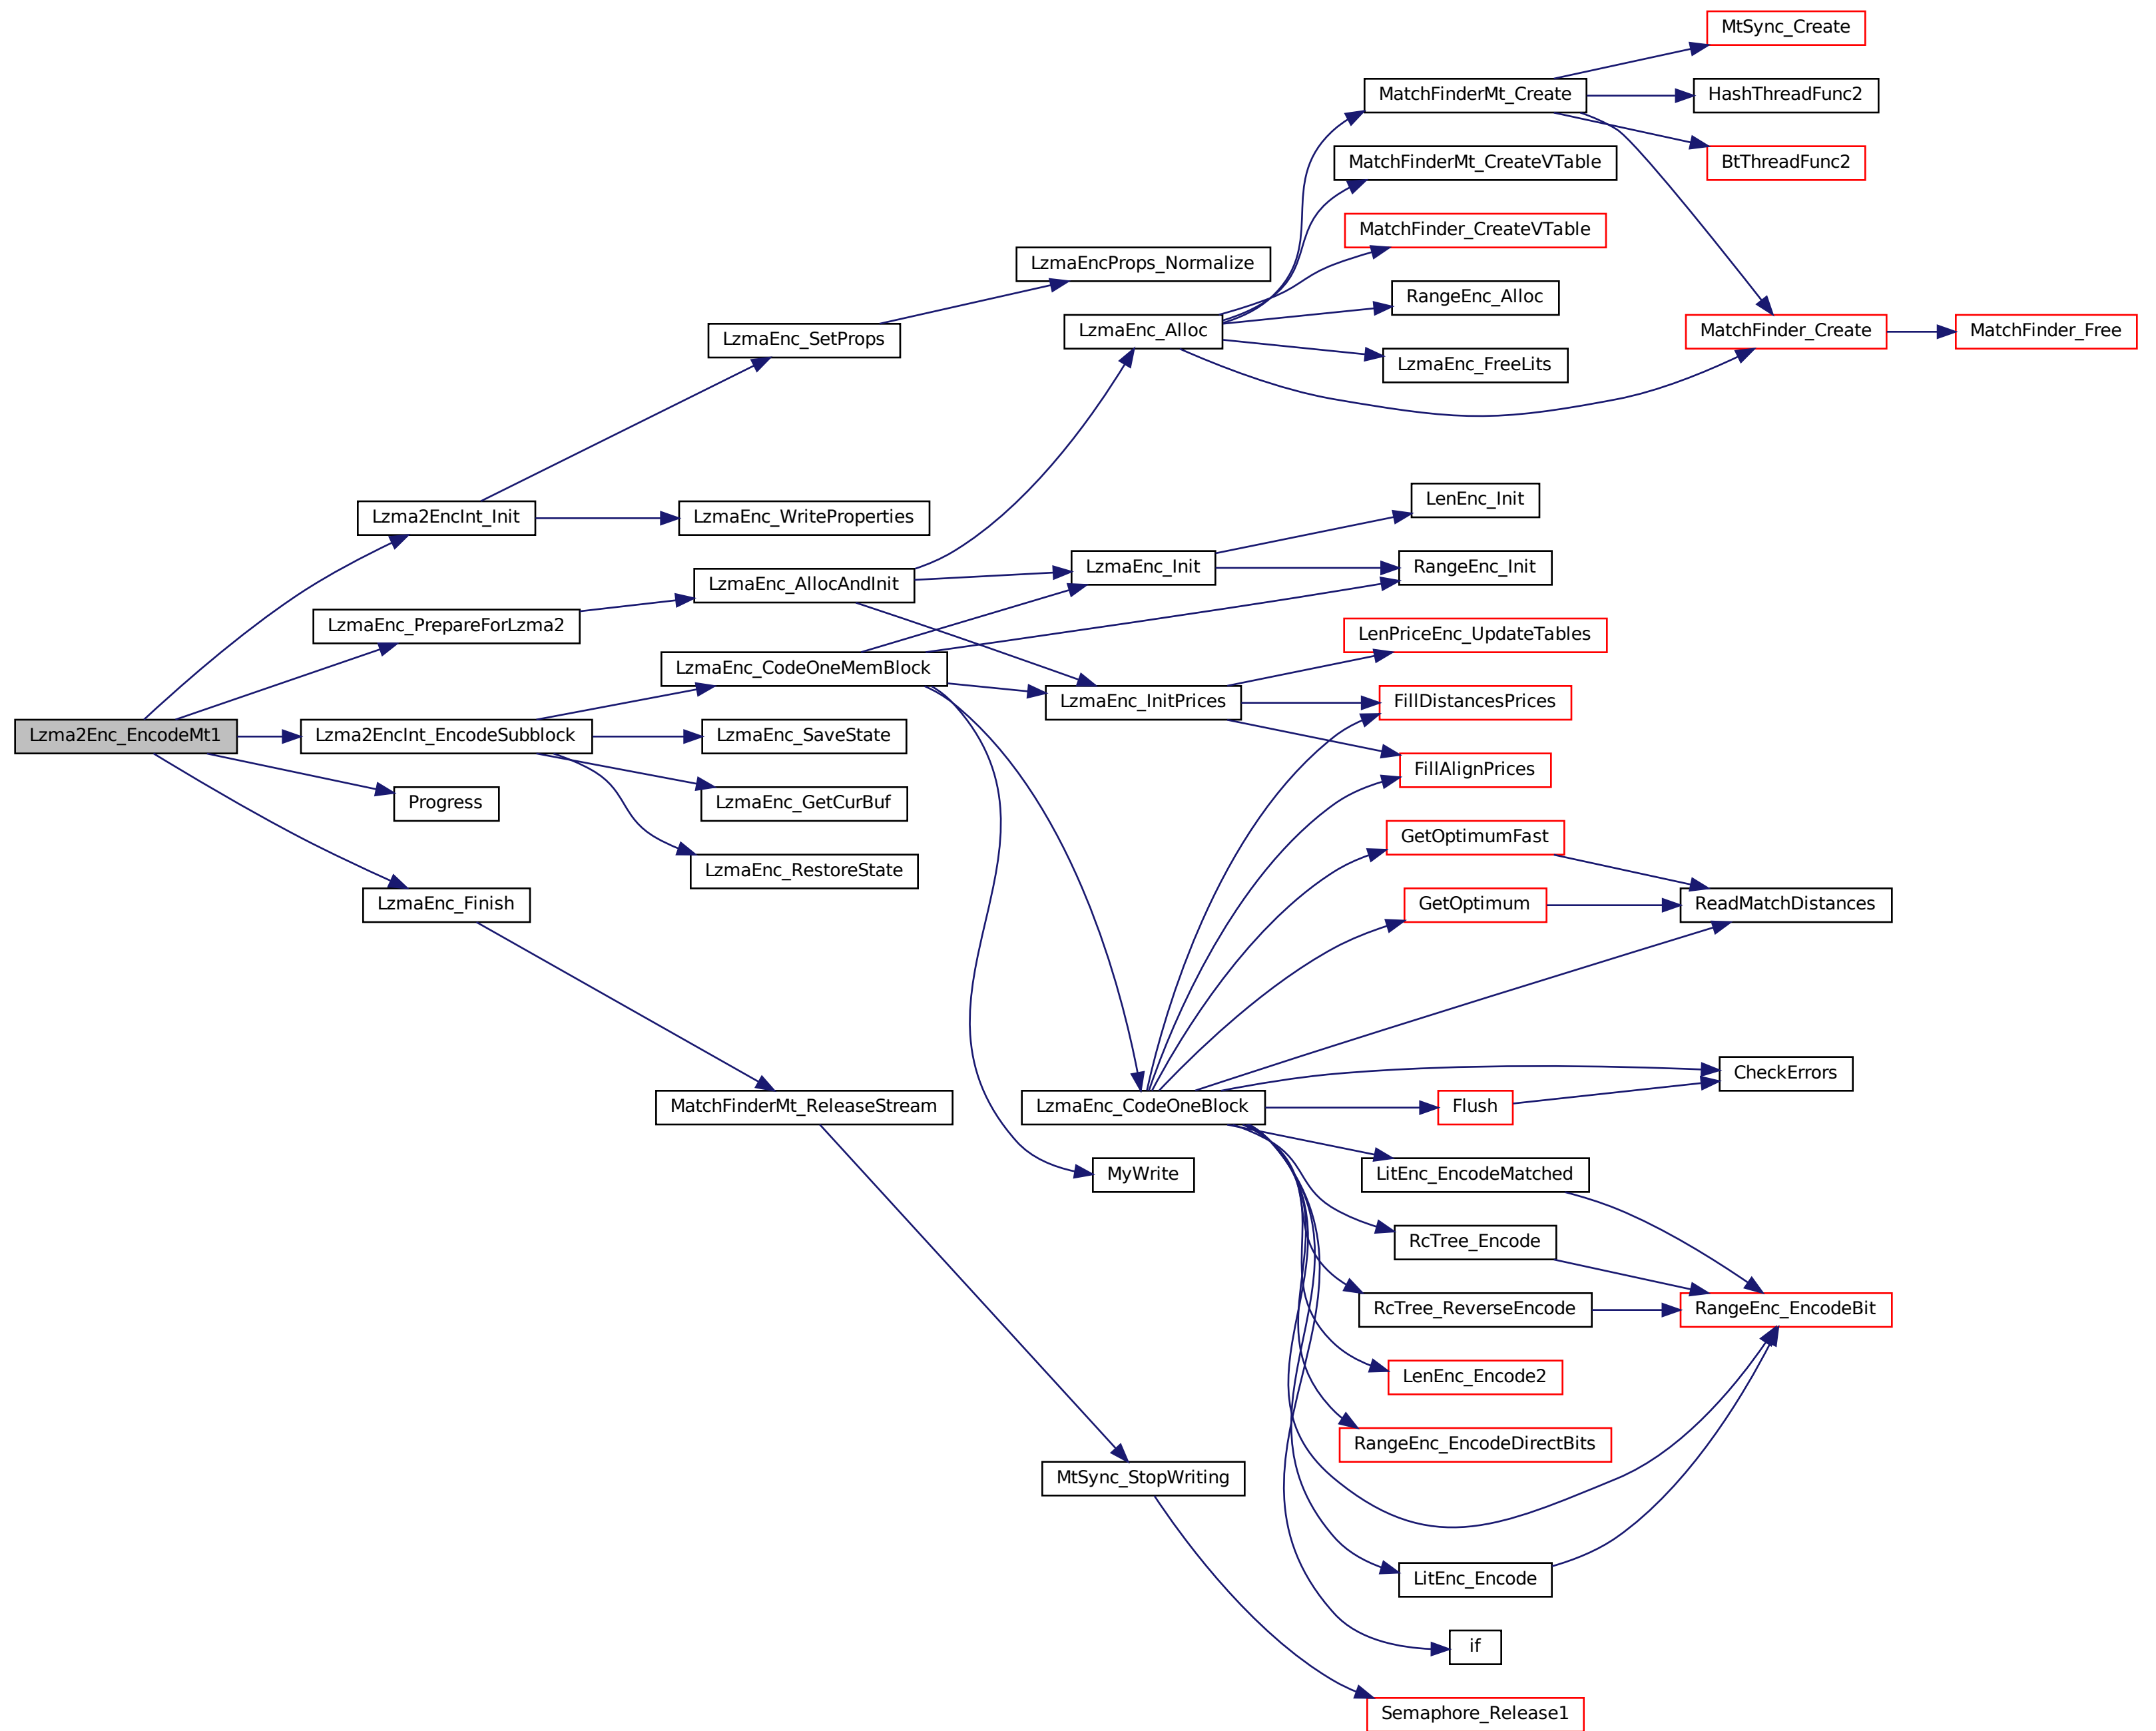 MtSync_Create
MatchFinderMt_Create
HashThreadFunc2
MatchFinderMt_CreateVTable
BtThreadFunc2
MatchFinder_CreateVTable
LzmaEncProps_Normalize
RangeEnc_Alloc
LzmaEnc_SetProps
LzmaEnc_Alloc
MatchFinder_Create
MatchFinder_Free
LzmaEnc_FreeLits
LenEnc_Init
Lzma2EncInt_Init
LzmaEnc_WriteProperties
LzmaEnc_AllocAndInit
LzmaEnc_Init
RangeEnc_Init
LzmaEnc_PrepareForLzma2
LenPriceEnc_UpdateTables
LzmaEnc_CodeOneMemBlock
LzmaEnc_InitPrices
FillDistancesPrices
Lzma2Enc_EncodeMt1
Lzma2EncInt_EncodeSubblock
LzmaEnc_SaveState
FillAlignPrices
Progress
LzmaEnc_GetCurBuf
GetOptimumFast
LzmaEnc_RestoreState
LzmaEnc_Finish
GetOptimum
ReadMatchDistances
CheckErrors
MatchFinderMt_ReleaseStream
LzmaEnc_CodeOneBlock
Flush
MyWrite
LitEnc_EncodeMatched
RcTree_Encode
RcTree_ReverseEncode
RangeEnc_EncodeBit
LenEnc_Encode2
RangeEnc_EncodeDirectBits
MtSync_StopWriting
LitEnc_Encode
if
Semaphore_Release1